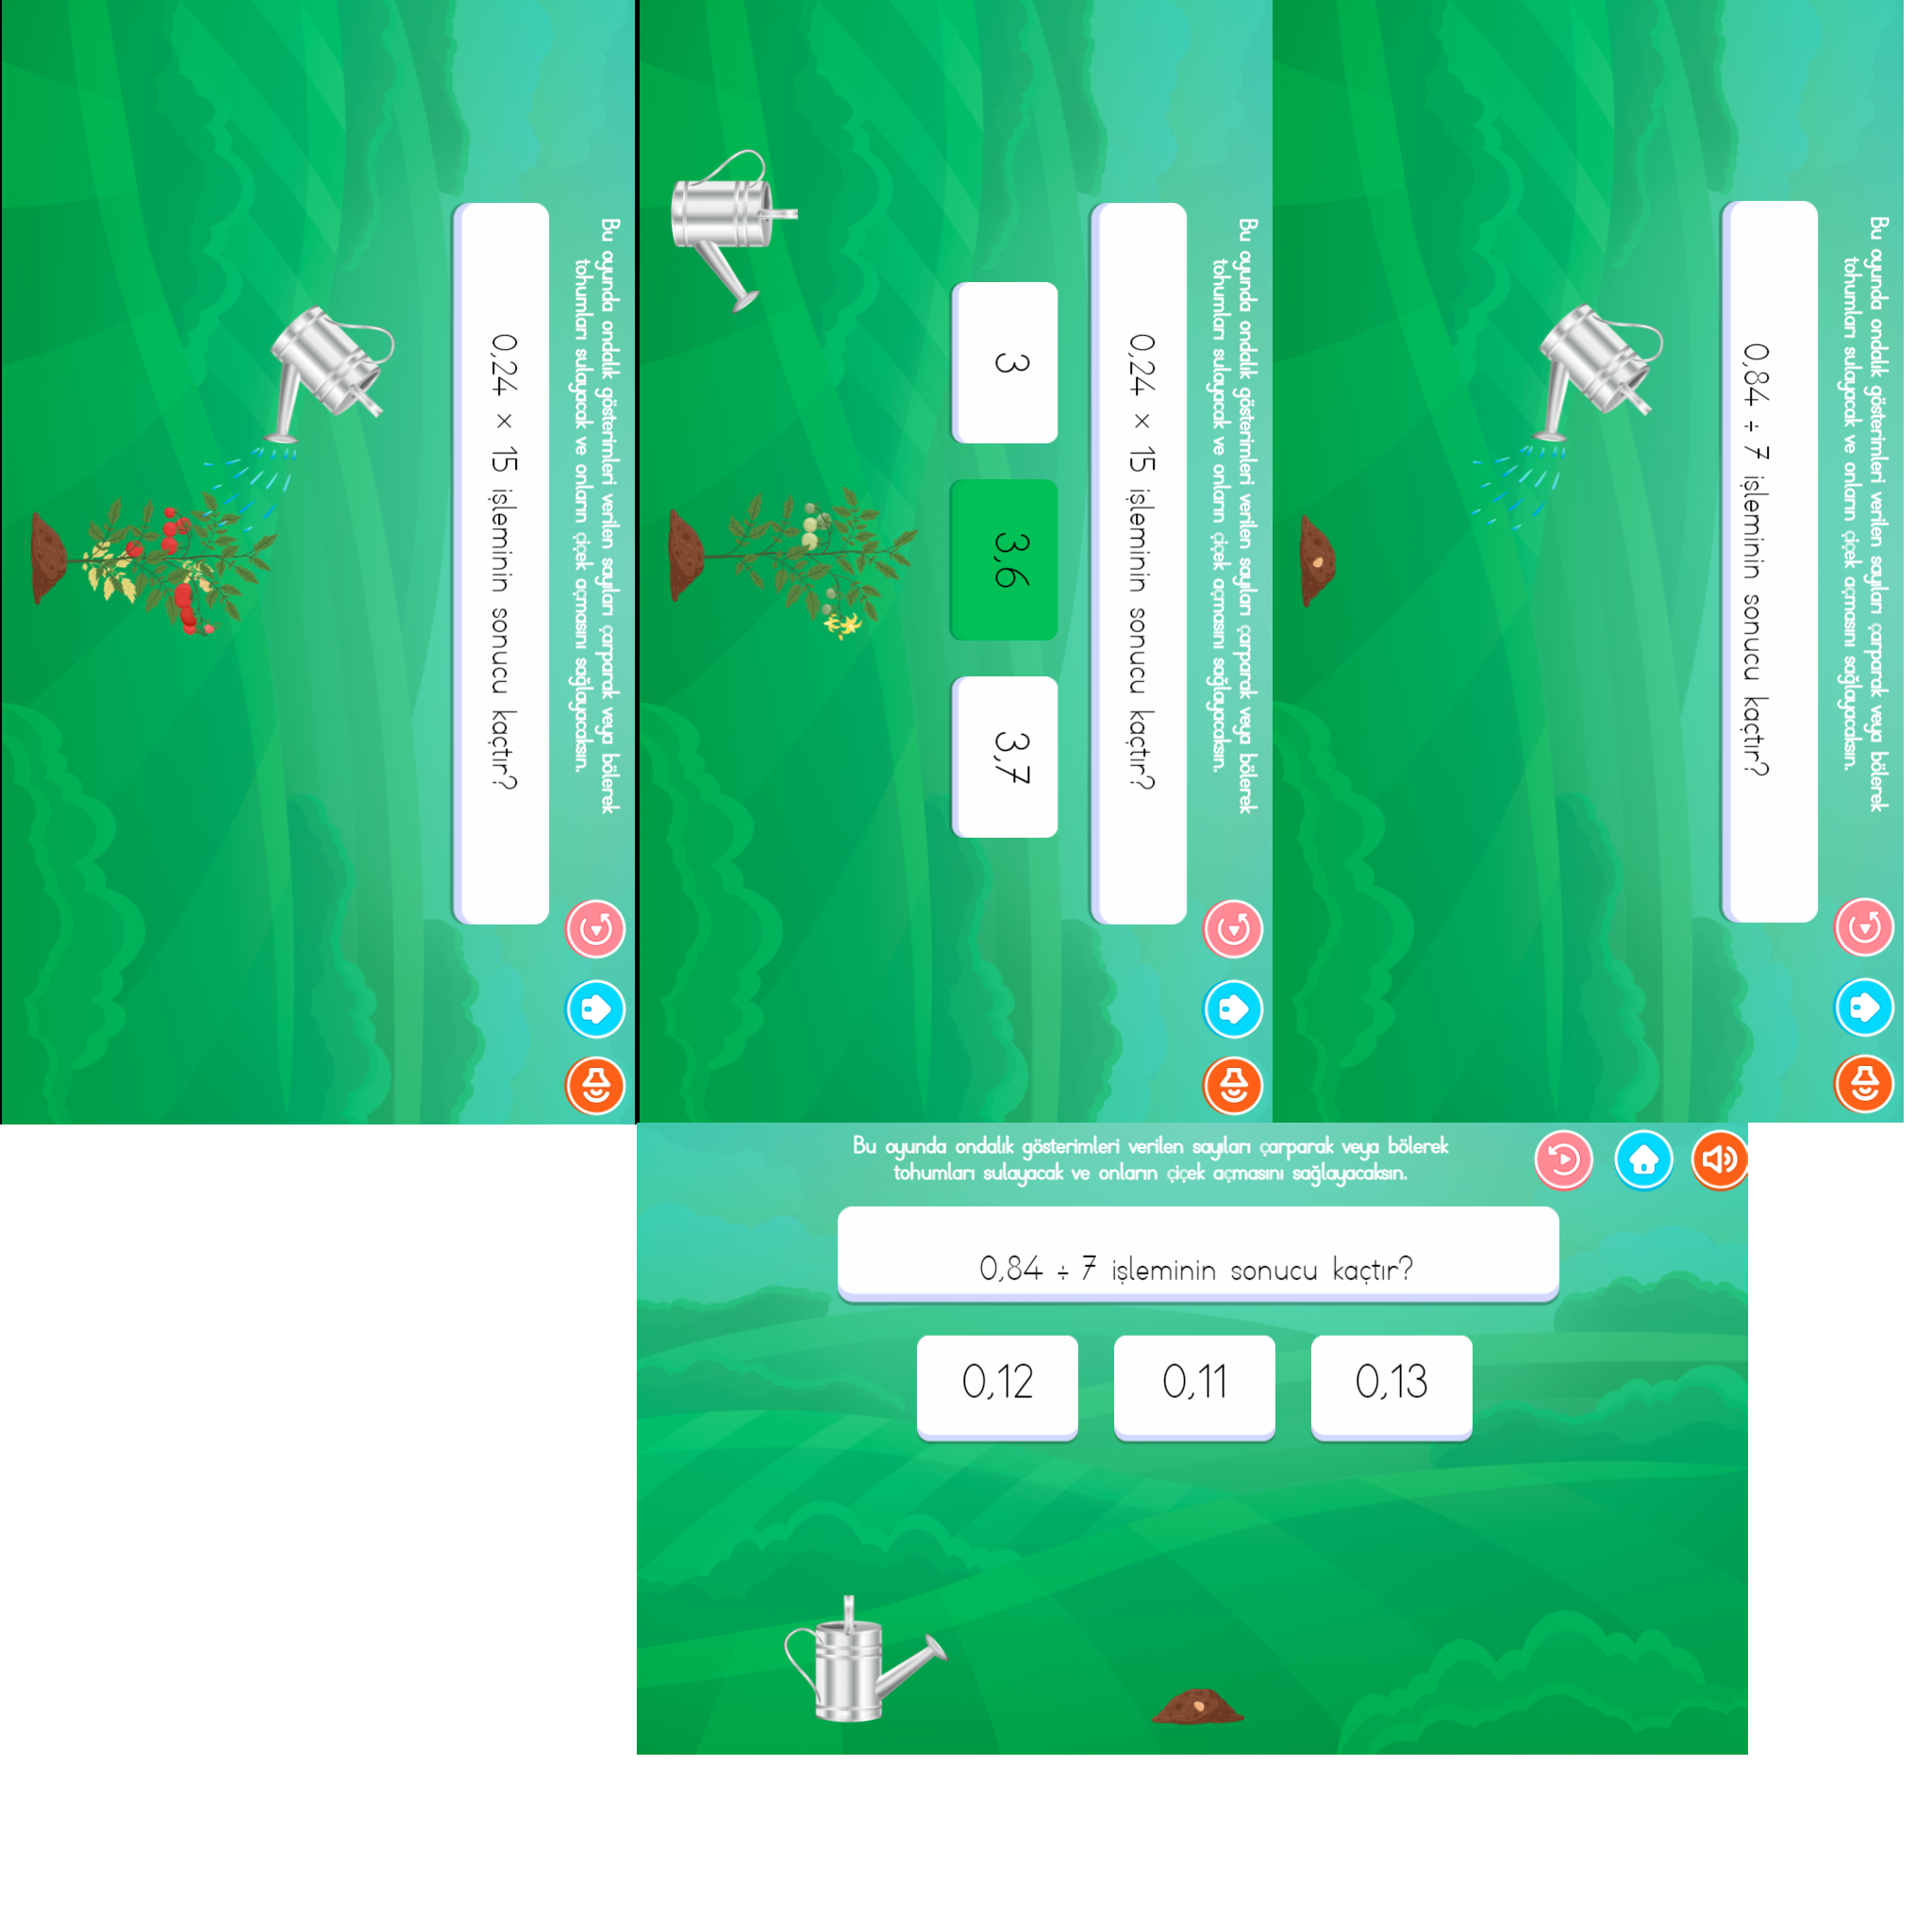 Bu oyunda ondalık gösterimleri verilen sayıları çarparak veya bölerek
tohumları sulayacak ve onların çiçek açmasını sağlayacaksın.
0,24 × 15 işleminin sonucu kaçtır?
Bu oyunda ondalık gösterimleri verilen sayıları çarparak veya bölerek
tohumları sulayacak ve onların çiçek açmasını sağlayacaksın.
0,24 × 15 işleminin sonucu kaçtır?
3
3,6
3,7
Bu oyunda ondalık gösterimleri verilen sayıları çarparak veya bölerek
tohumları sulayacak ve onların çiçek açmasını sağlayacaksın.
0,84 ÷ 7 işleminin sonucu kaçtır?
Bu oyunda ondalık gösterimleri verilen sayıları çarparak veya bölerek
tohumları sulayacak ve onların çiçek açmasını sağlayacaksın.
0,84 ÷ 7 işleminin sonucu kaçtır?
0,12
0,11
0,13